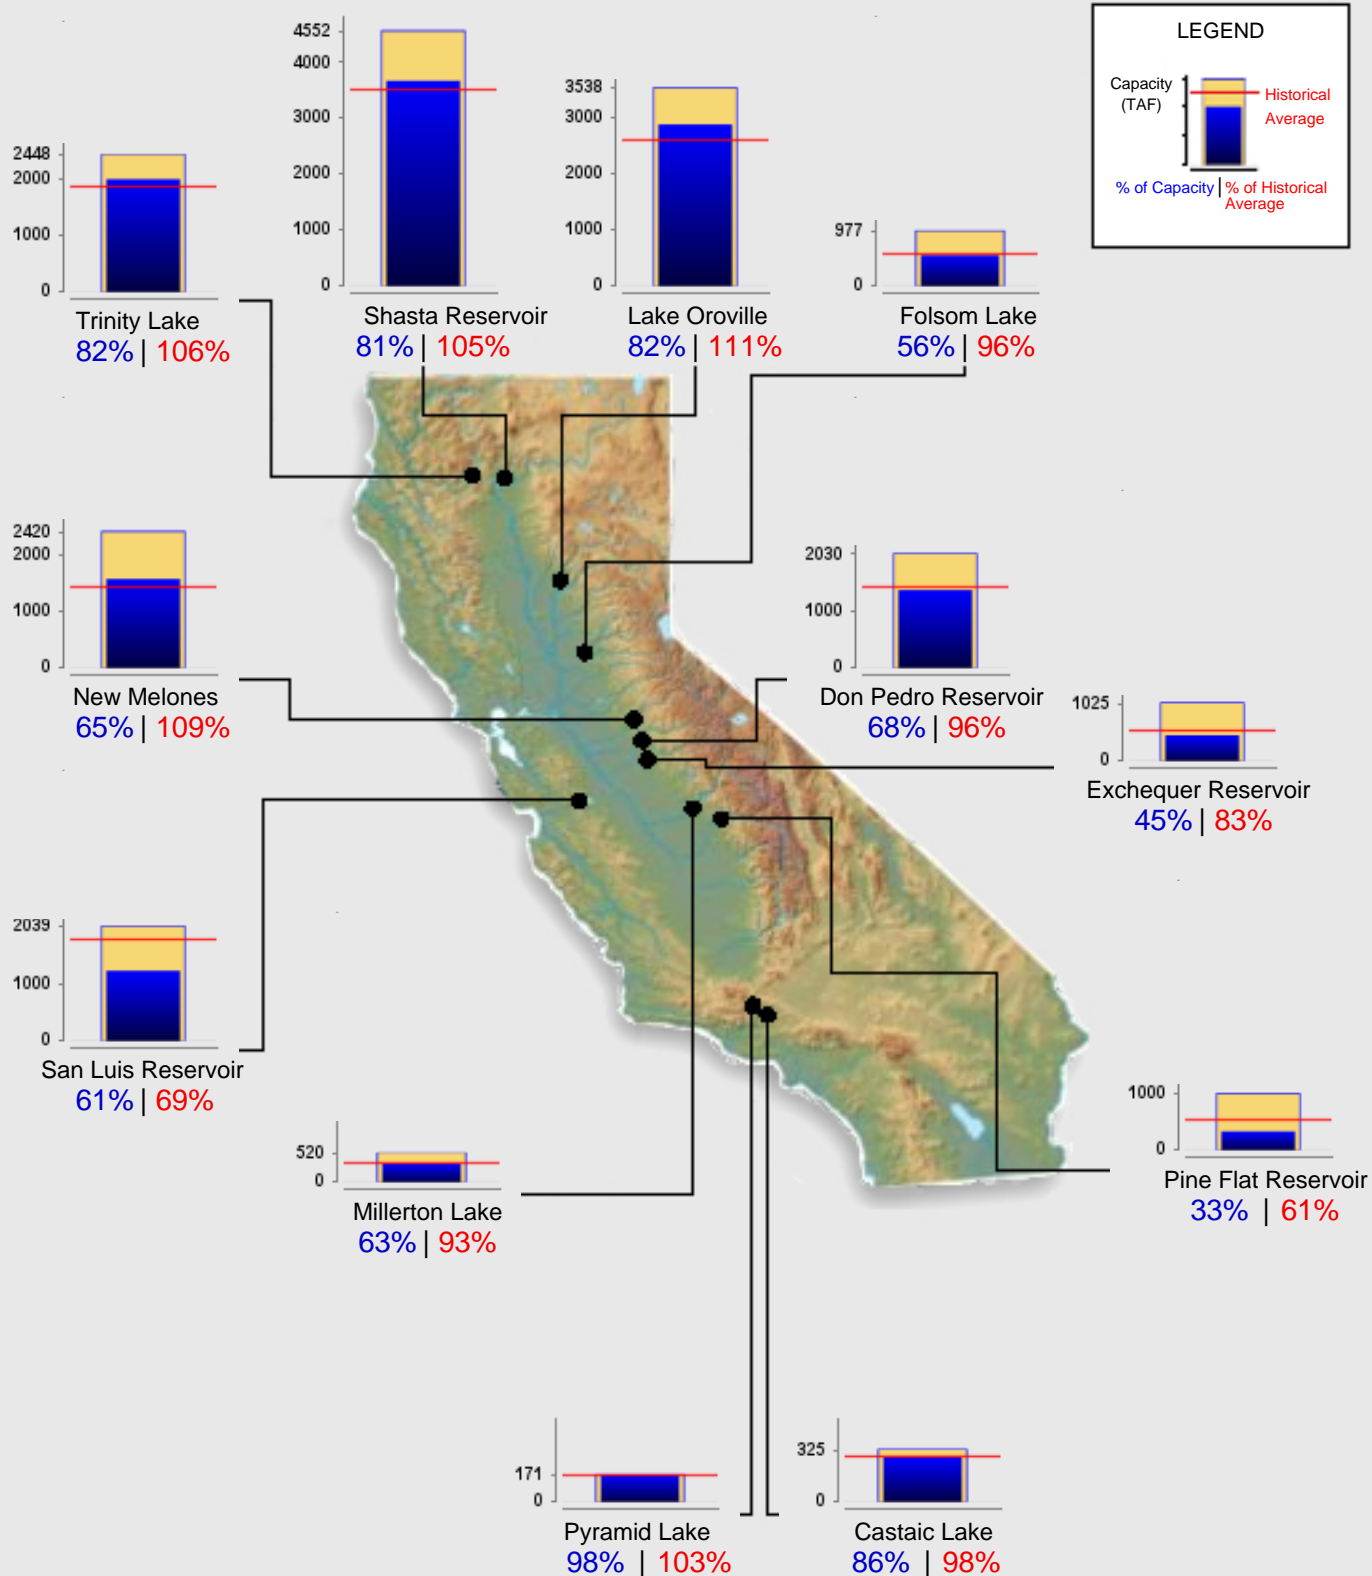 LEGEND
Capacity
(TAF)
Historical
Average
% of Capacity | % of Historical
Average
4552
4000
3000
2000
1000
0
Shasta Reservoir
81% | 105%
3538
3000
2000
1000
0
Lake Oroville
82% | 111%
2448
2000
1000
0
Trinity Lake
82% | 106%
977
0
Folsom Lake
56% | 96%
2420
2000
1000
0
New Melones
65% | 109%
2030
1000
0
Don Pedro Reservoir
68% | 96%
1025
0
Exchequer Reservoir
45% | 83%
2039
1000
0
San Luis Reservoir
61% | 69%
1000
0
Pine Flat Reservoir
33% | 61%
520
0
Millerton Lake
63% | 93%
171
0
Pyramid Lake
98% | 103%
325
0
Castaic Lake
86% | 98%